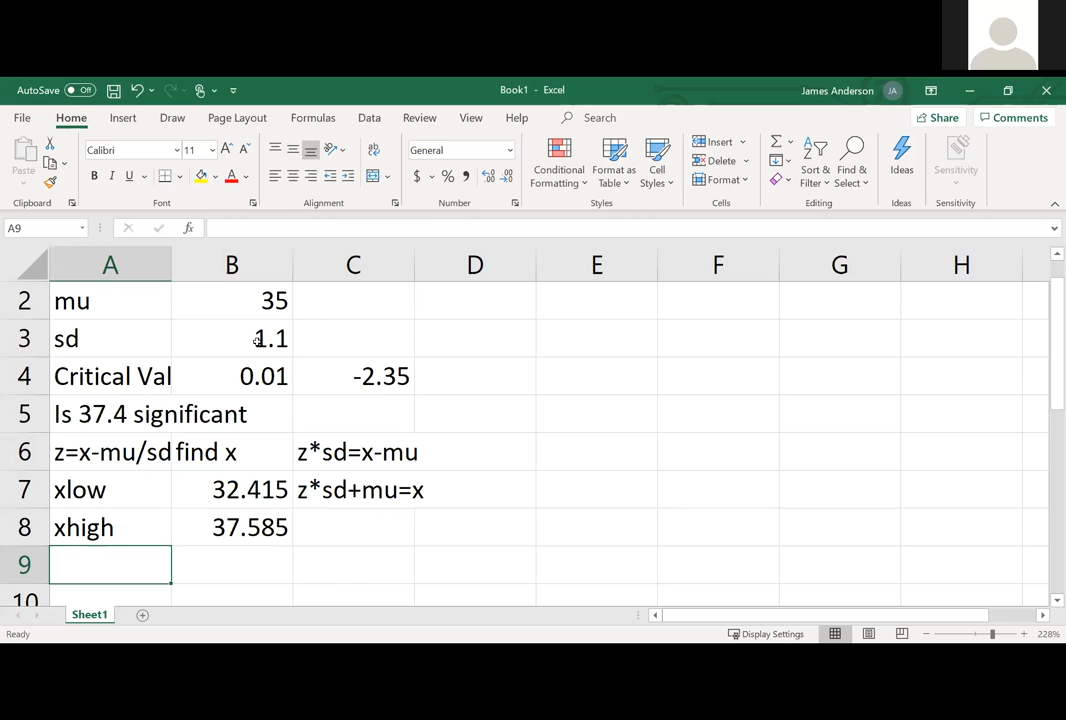 AutoSave Off Book1 - Excel James Anderson JA
File Home Insert Draw Page Layout Formulas Data Review View Help Search Share Comments
Paste Calibri 11 A A General Conditional Formatting Format as Table Cell Styles Insert Delete Format Sort & Filter Find & Select Ideas Sensitivity
B I U A $ % ,
Clipboard Font Alignment Number Styles Cells Editing Ideas Sensitivity
A9 fx
A B C D E F G H
2 mu 35
3 sd 1.1
4 Critical Val 0.01 -2.35
5 Is 37.4 significant
6 z=x-mu/sd find x z*sd=x-mu
7 xlow 32.415 z*sd+mu=x
8 xhigh 37.585
9
10
Sheet1
Ready Display Settings 228%